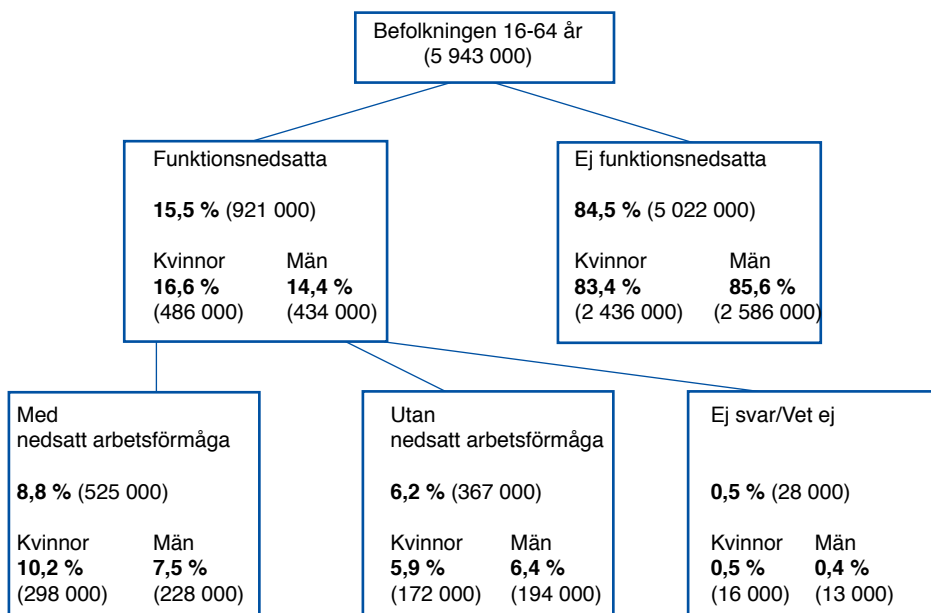 Befolkningen 16-64 år
(5 943 000)
Funktionsnedsatta
15,5 % (921 000)
Kvinnor Män
16,6 % 14,4 %
(486 000) (434 000)
Ej funktionsnedsatta
84,5 % (5 022 000)
Kvinnor Män
83,4 % 85,6 %
(2 436 000) (2 586 000)
Med
nedsatt arbetsförmåga
8,8 % (525 000)
Kvinnor Män
10,2 % 7,5 %
(298 000) (228 000)
Utan
nedsatt arbetsförmåga
6,2 % (367 000)
Kvinnor Män
5,9 % 6,4 %
(172 000) (194 000)
Ej svar/Vet ej
0,5 % (28 000)
Kvinnor Män
0,5 % 0,4 %
(16 000) (13 000)